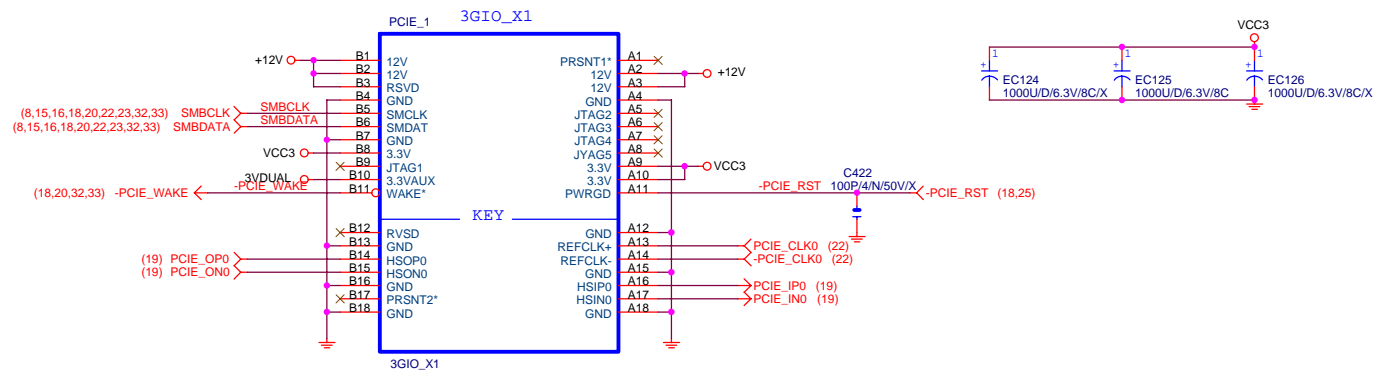 3GIO_X1
PCIE_1
VCC3
+12V B1 12V PRSNT1* A1
B2 12V 12V A2 +12V
B3 RSVD 12V A3
B4 GND GND A4
(8,15,16,18,20,22,23,32,33) SMBCLK SMBCLK B5 SMCLK JTAG2 A5
(8,15,16,18,20,22,23,32,33) SMBDATA SMBDATA B6 SMDAT JTAG3 A6
B7 GND JTAG4 A7
VCC3 B8 3.3V JYAG5 A8
B9 JTAG1 3.3V A9 VCC3
3VDUAL B10 3.3VAUX 3.3V A10
(18,20,32,33) -PCIE_WAKE -PCIE_WAKE B11 WAKE* PWRGD A11 -PCIE_RST -PCIE_RST (18,25)
C422
100P/4/N/50V/X
KEY
B12 RVSD GND A12
B13 GND REFCLK+ A13 PCIE_CLK0 (22)
(19) PCIE_OP0 B14 HSOP0 REFCLK- A14 -PCIE_CLK0 (22)
(19) PCIE_ON0 B15 HSON0 GND A15
B16 GND HSIP0 A16 PCIE_IP0 (19)
B17 PRSNT2* HSIN0 A17 PCIE_IN0 (19)
B18 GND GND A18
3GIO_X1
1 1 1
+ + +
EC124 EC125 EC126
1000U/D/6.3V/8C/X 1000U/D/6.3V/8C 1000U/D/6.3V/8C/X